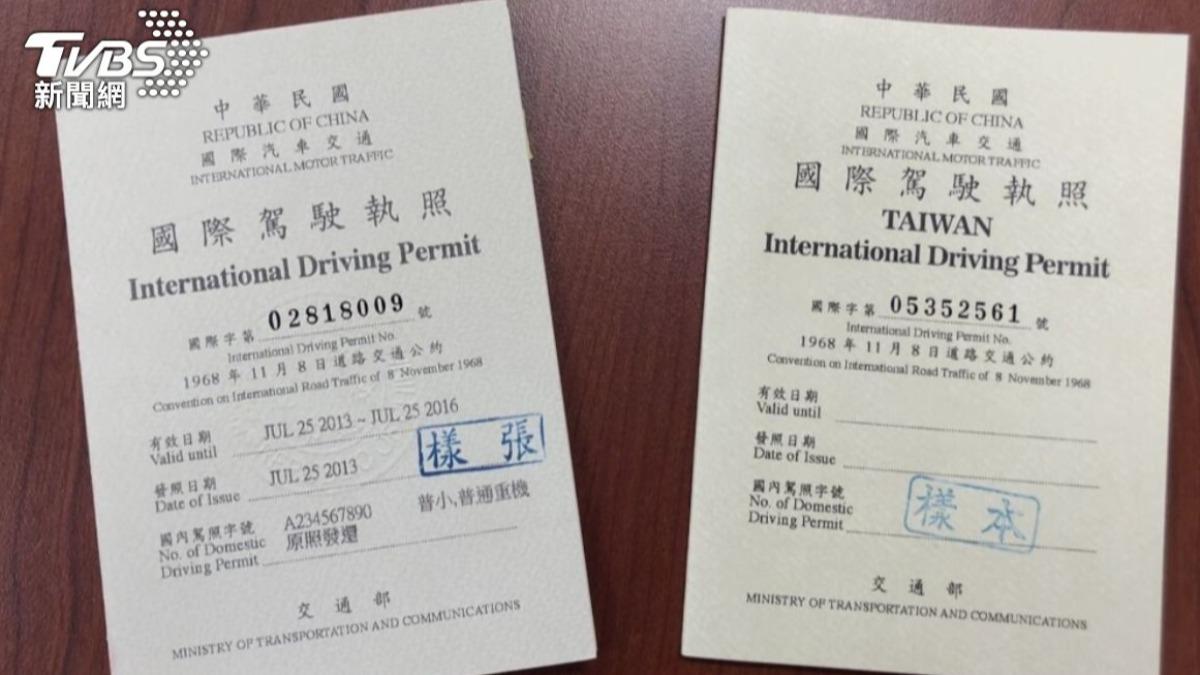 TVBS
新聞網
中華民國
REPUBLIC OF CHINA
國際汽車交通
INTERNATIONAL MOTOR TRAFFIC
國際駕駛執照
International Driving Permit
國際字第 02818009 號
International Driving Permit No.
1968 年 11 月 8 日道路交通公約
Convention on International Road Traffic of 8 November 1968
有效日期
Valid until JUL 25 2013 ~ JUL 25 2016
樣張
發照日期
Date of Issue JUL 25 2013
國內駕照字號 A234567890 普小,普通重機
No. of Domestic 原照發還
Driving Permit
交通部
MINISTRY OF TRANSPORTATION AND COMMUNICATIONS
中華民國
REPUBLIC OF CHINA
國際汽車交通
INTERNATIONAL MOTOR TRAFFIC
國際駕駛執照
TAIWAN
International Driving Permit
國際字第 05352561 號
International Driving Permit No.
1968 年 11 月 8 日道路交通公約
Convention on International Road Traffic of 8 November 1968
有效日期
Valid until
發照日期
Date of Issue
國內駕照字號
No. of Domestic
Driving Permit
樣本
交通部
MINISTRY OF TRANSPORTATION AND COMMUNICATIONS